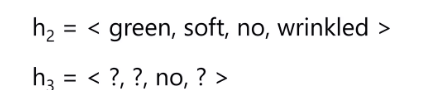 h₂ = < green, soft, no, wrinkled >
h₃ = < ?, ?, no, ? >